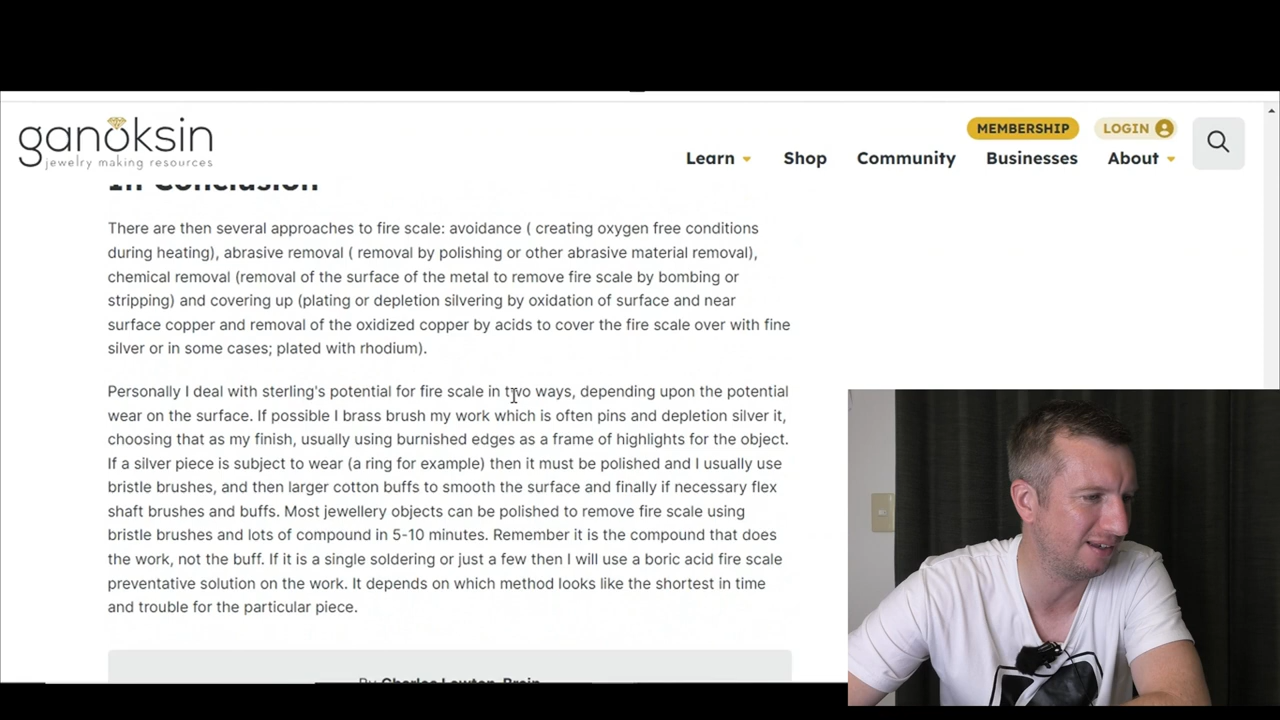 ganoksin
jewelry making resources
MEMBERSHIP
LOGIN
Learn
Shop
Community
Businesses
About
In Conclusion
There are then several approaches to fire scale: avoidance ( creating oxygen free conditions
during heating), abrasive removal ( removal by polishing or other abrasive material removal),
chemical removal (removal of the surface of the metal to remove fire scale by bombing or
stripping) and covering up (plating or depletion silvering by oxidation of surface and near
surface copper and removal of the oxidized copper by acids to cover the fire scale over with fine
silver or in some cases; plated with rhodium).
Personally I deal with sterling's potential for fire scale in two ways, depending upon the potential
wear on the surface. If possible I brass brush my work which is often pins and depletion silver it,
choosing that as my finish, usually using burnished edges as a frame of highlights for the object.
If a silver piece is subject to wear (a ring for example) then it must be polished and I usually use
bristle brushes, and then larger cotton buffs to smooth the surface and finally if necessary flex
shaft brushes and buffs. Most jewellery objects can be polished to remove fire scale using
bristle brushes and lots of compound in 5-10 minutes. Remember it is the compound that does
the work, not the buff. If it is a single soldering or just a few then I will use a boric acid fire scale
preventative solution on the work. It depends on which method looks like the shortest in time
and trouble for the particular piece.
By Charles Lewton-Brain